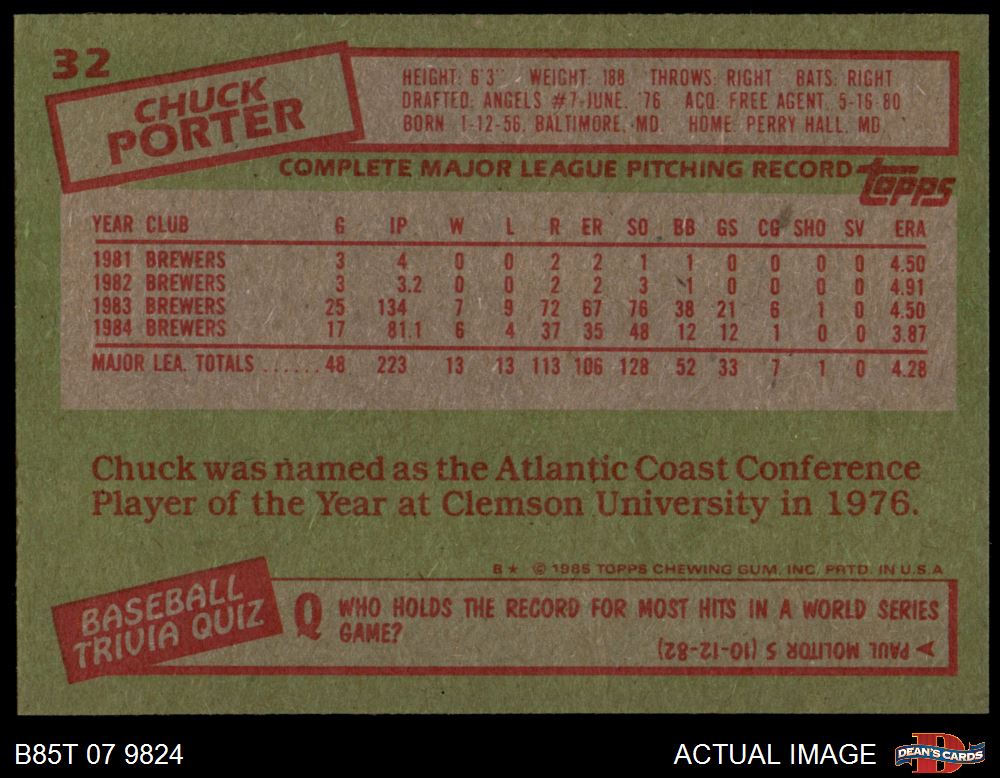 32
CHUCK
PORTER
HEIGHT: 6'3" WEIGHT: 188 THROWS: RIGHT BATS: RIGHT
DRAFTED: ANGELS #7-JUNE, '76 ACQ: FREE AGENT, 5-16-80
BORN 1-12-56, BALTIMORE, MD. HOME: PERRY HALL, MD.
COMPLETE MAJOR LEAGUE PITCHING RECORD
topps
YEAR CLUB G IP W L R ER SO BB GS CG SHO SV ERA
1981 BREWERS 3 4 0 0 2 2 1 1 0 0 0 0 4.50
1982 BREWERS 3 3.2 0 0 2 2 3 1 0 0 0 0 4.91
1983 BREWERS 25 134 7 9 72 67 76 38 21 6 1 0 4.50
1984 BREWERS 17 81.1 6 4 37 35 48 12 12 1 0 0 3.87
MAJOR LEA. TOTALS ...... 48 223 13 13 113 106 128 52 33 7 1 0 4.28
Chuck was named as the Atlantic Coast Conference
Player of the Year at Clemson University in 1976.
B★ © 1985 TOPPS CHEWING GUM, INC. PRTD. IN U.S.A
BASEBALL
TRIVIA QUIZ
Q WHO HOLDS THE RECORD FOR MOST HITS IN A WORLD SERIES
GAME?
➤ PAUL MOLITOR 5 (10-12-82)
B85T 07 9824
ACTUAL IMAGE
D
DEAN'S CARDS